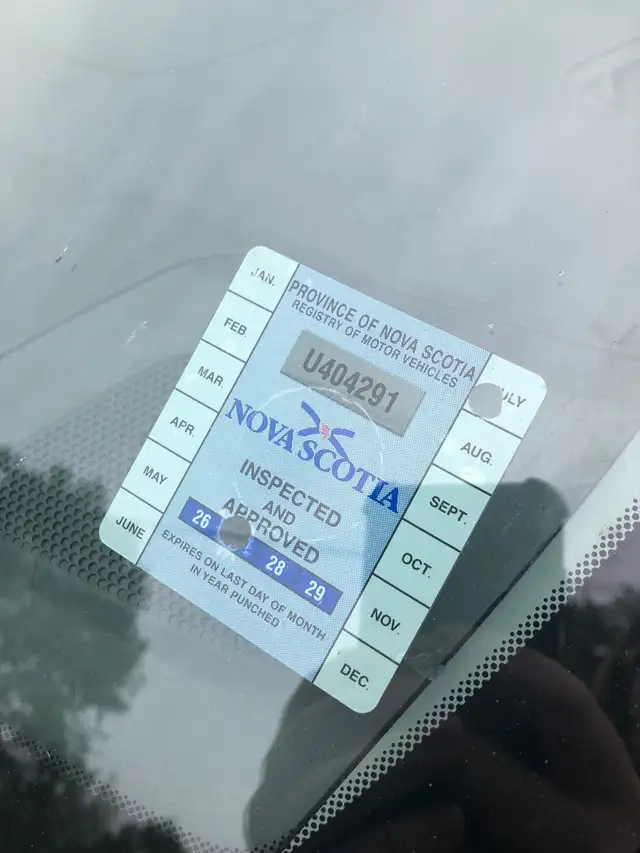 JAN.
FEB.
MAR.
APR.
MAY
JUNE
PROVINCE OF NOVA SCOTIA
REGISTRY OF MOTOR VEHICLES
U404291
NOVA SCOTIA
INSPECTED
AND
APPROVED
26 28 29
EXPIRES ON LAST DAY OF MONTH
IN YEAR PUNCHED
ULY
AUG.
SEPT.
OCT.
NOV.
DEC.